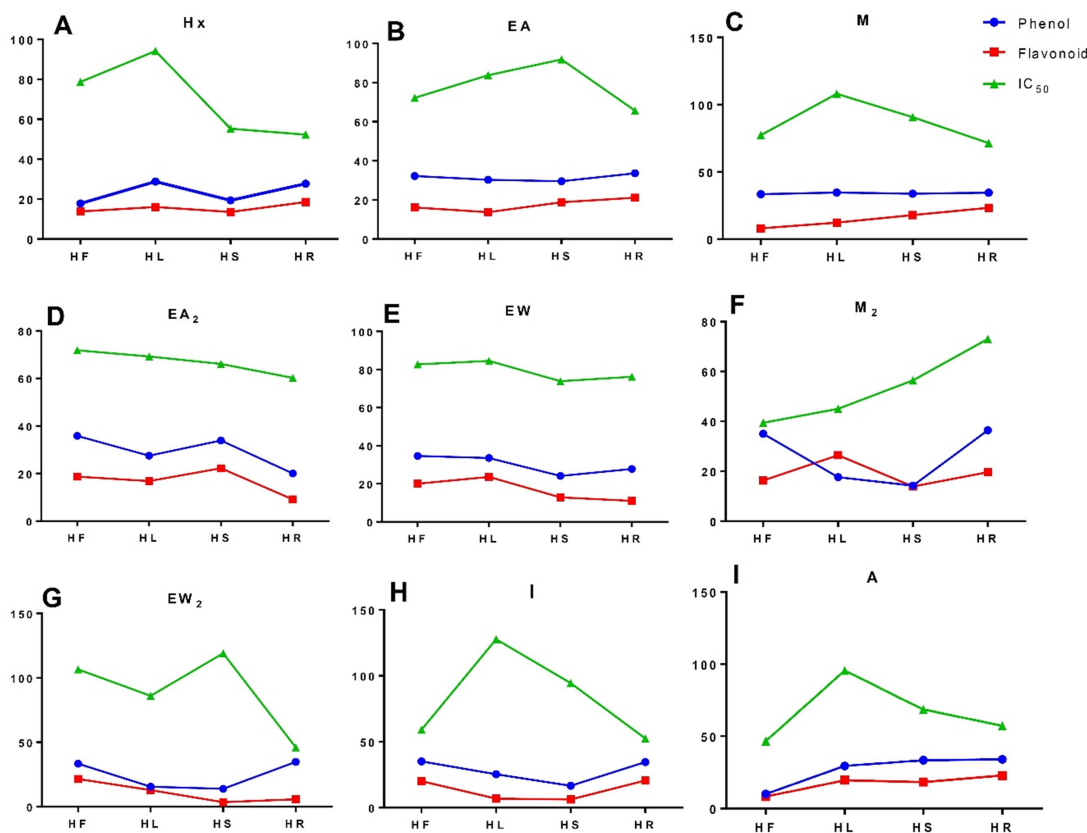 A
Hx
100
80
60
40
20
0
HF HL HS HR
B
EA
100
80
60
40
20
0
HF HL HS HR
C
M
150
100
50
0
HF HL HS HR
Phenol
Flavonoid
IC50
D
EA2
80
60
40
20
0
HF HL HS HR
E
EW
100
80
60
40
20
0
HF HL HS HR
F
M2
80
60
40
20
0
HF HL HS HR
G
EW2
150
100
50
0
HF HL HS HR
H
I
150
100
50
0
HF HL HS HR
I
A
150
100
50
0
HF HL HS HR